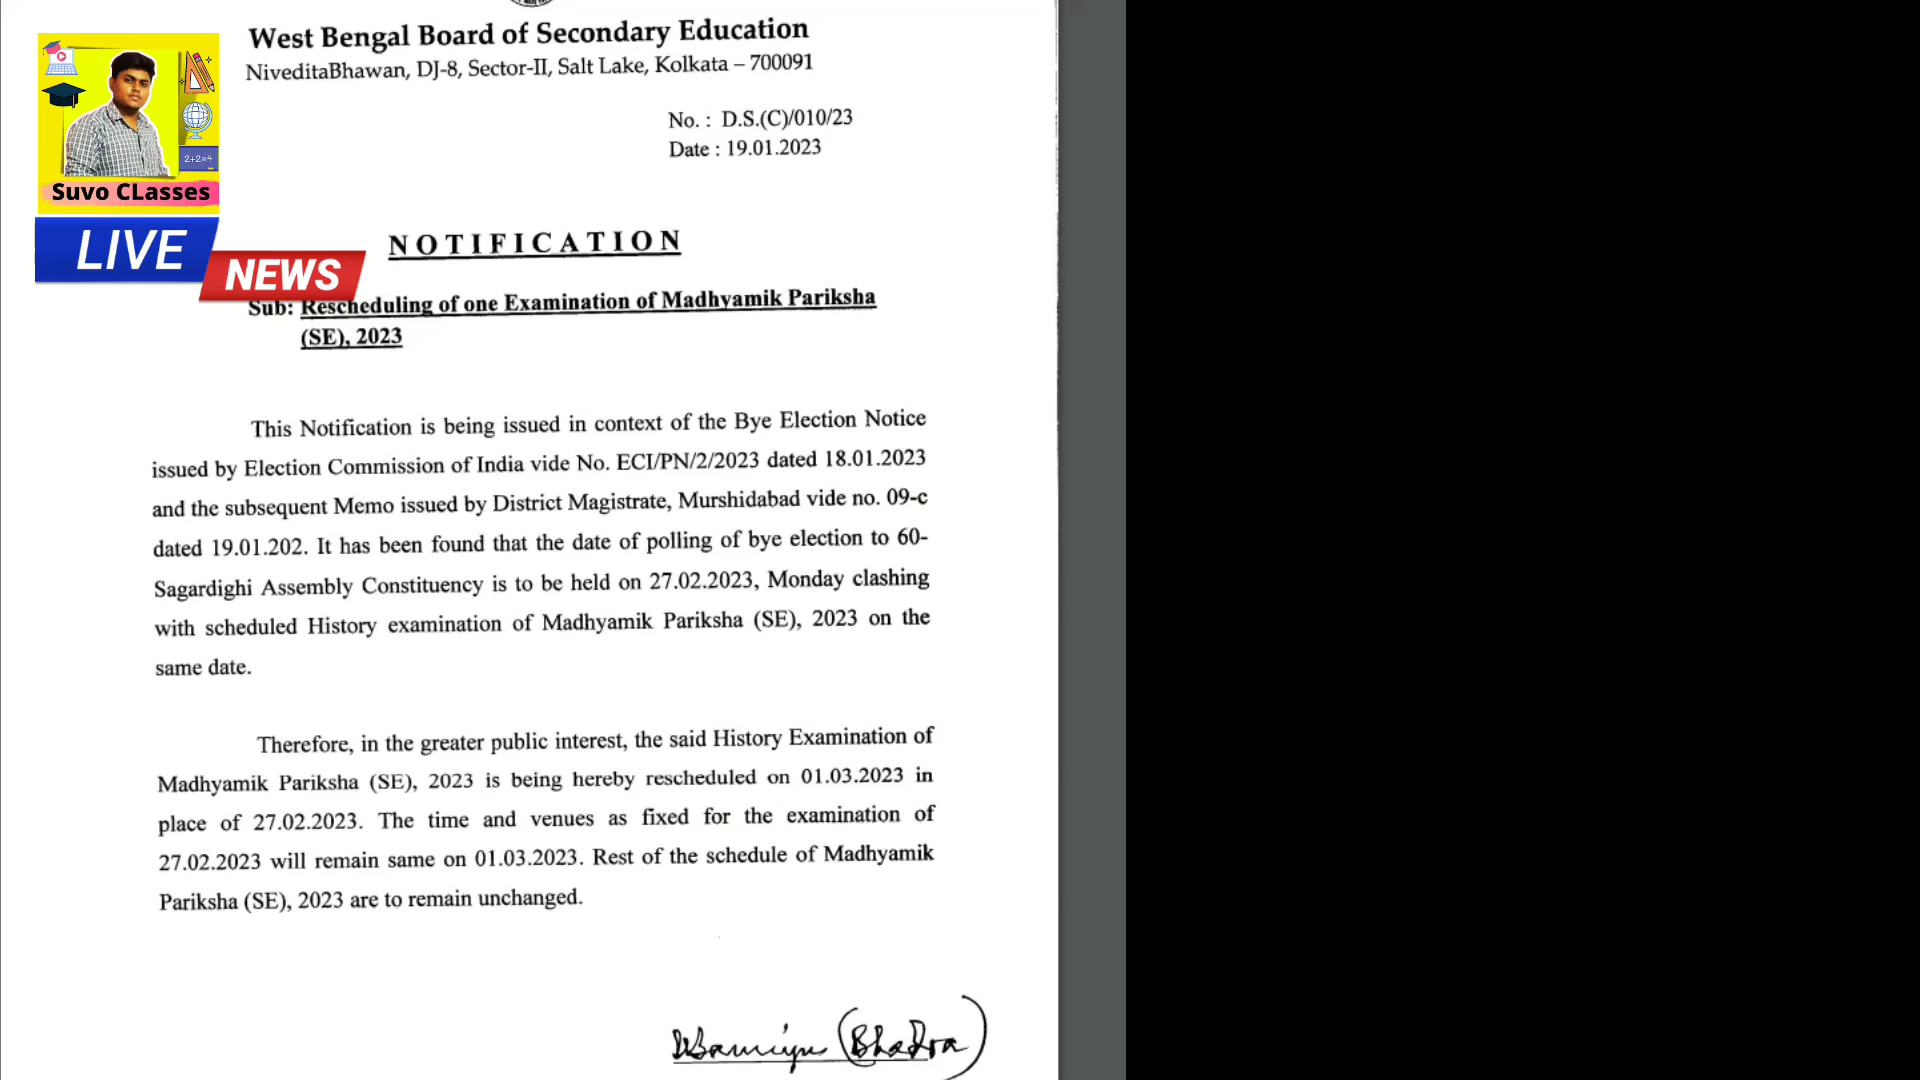 West Bengal Board of Secondary Education
NiveditaBhawan, DJ-8, Sector-II, Salt Lake, Kolkata – 700091
No. : D.S.(C)/010/23
Date : 19.01.2023
2+2=4
Suvo CLasses
LIVE
NEWS
NOTIFICATION
Sub: Rescheduling of one Examination of Madhyamik Pariksha
(SE), 2023
This Notification is being issued in context of the Bye Election Notice
issued by Election Commission of India vide No. ECI/PN/2/2023 dated 18.01.2023
and the subsequent Memo issued by District Magistrate, Murshidabad vide no. 09-c
dated 19.01.202. It has been found that the date of polling of bye election to 60-
Sagardighi Assembly Constituency is to be held on 27.02.2023, Monday clashing
with scheduled History examination of Madhyamik Pariksha (SE), 2023 on the
same date.
Therefore, in the greater public interest, the said History Examination of
Madhyamik Pariksha (SE), 2023 is being hereby rescheduled on 01.03.2023 in
place of 27.02.2023. The time and venues as fixed for the examination of
27.02.2023 will remain same on 01.03.2023. Rest of the schedule of Madhyamik
Pariksha (SE), 2023 are to remain unchanged.
(Bhadra)